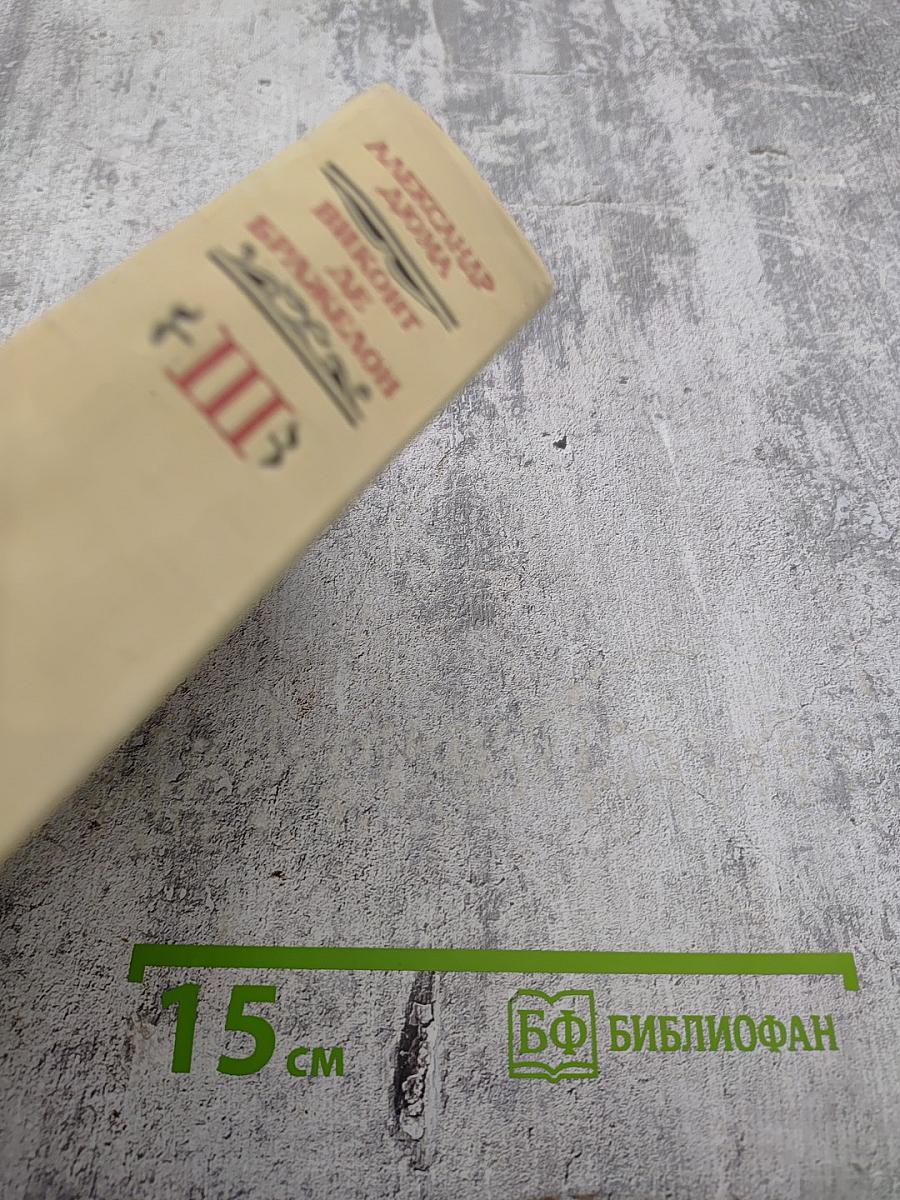 АЛЕКСАНДР
ДЮМА
ВИКОНТ
ДЕ
БРАЖЕЛОН
III
15 см
БФ БИБЛИОФАН